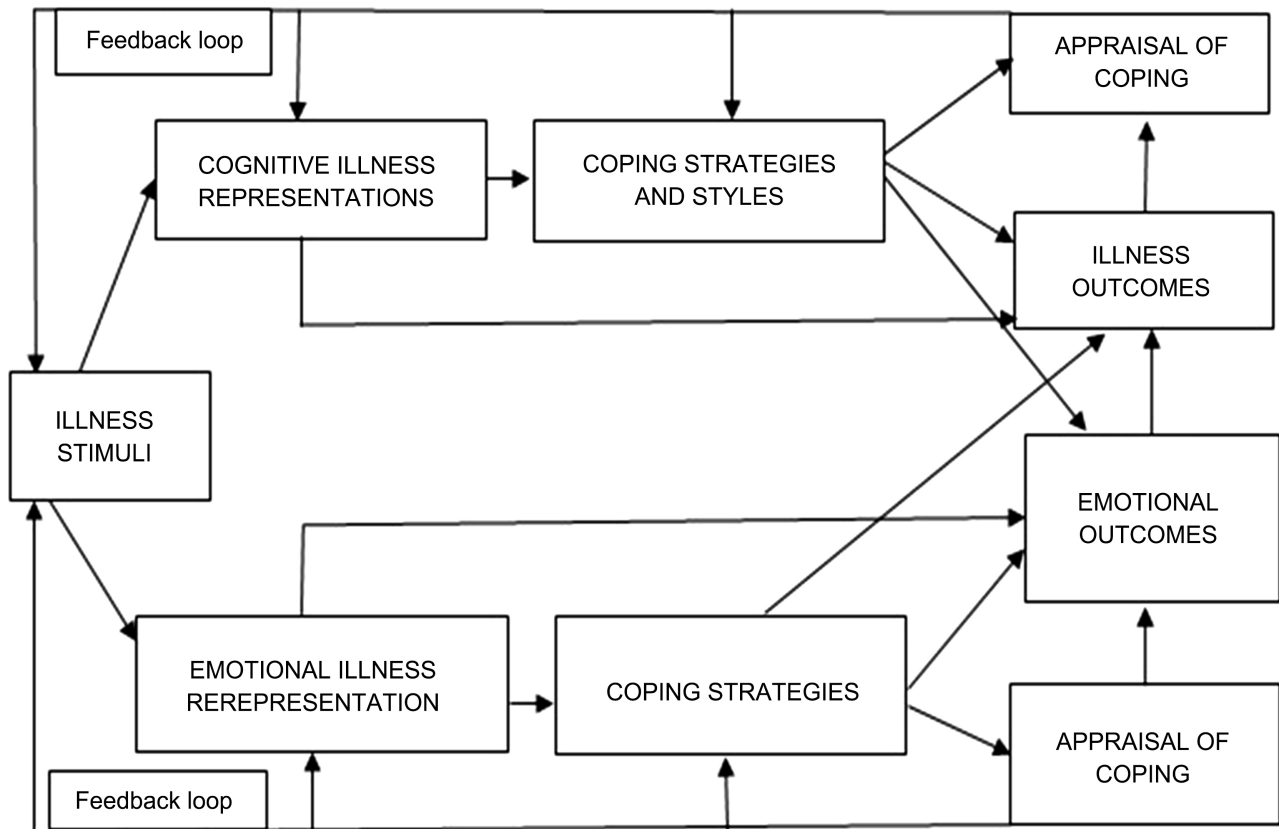 Feedback loop
APPRAISAL OF
COPING
COGNITIVE ILLNESS
REPRESENTATIONS
COPING STRATEGIES
AND STYLES
ILLNESS
OUTCOMES
ILLNESS
STIMULI
EMOTIONAL
OUTCOMES
EMOTIONAL ILLNESS
REREPRESENTATION
COPING STRATEGIES
APPRAISAL OF
COPING
Feedback loop